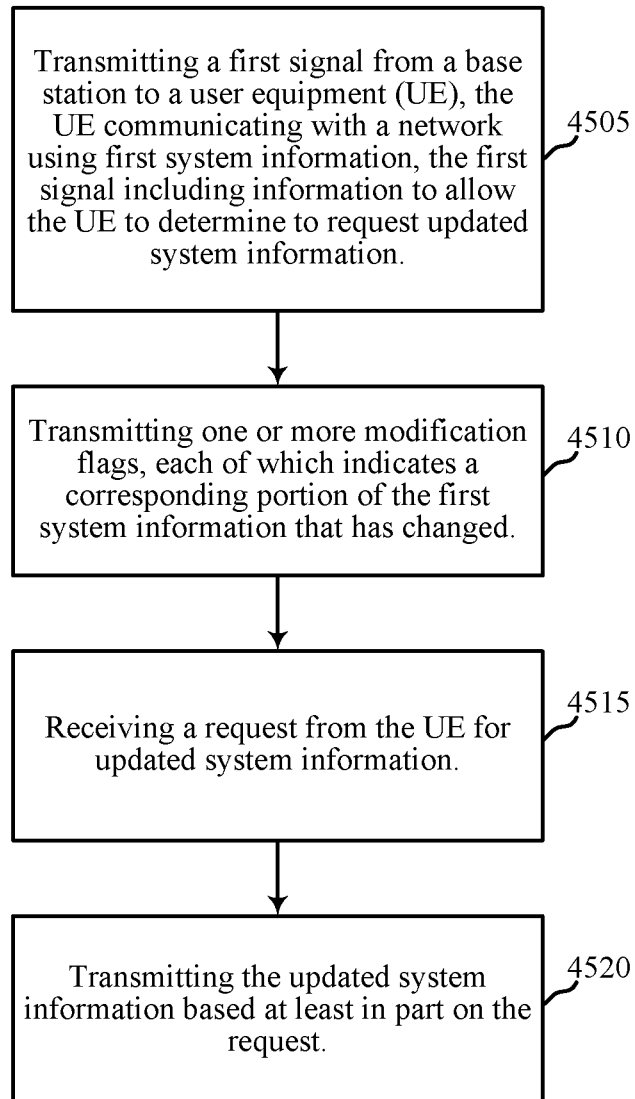 Transmitting a first signal from a base
station to a user equipment (UE), the
UE communicating with a network
using first system information, the first
signal including information to allow
the UE to determine to request updated
system information.
4505
Transmitting one or more modification
flags, each of which indicates a
corresponding portion of the first
system information that has changed.
4510
Receiving a request from the UE for
updated system information.
4515
Transmitting the updated system
information based at least in part on the
request.
4520